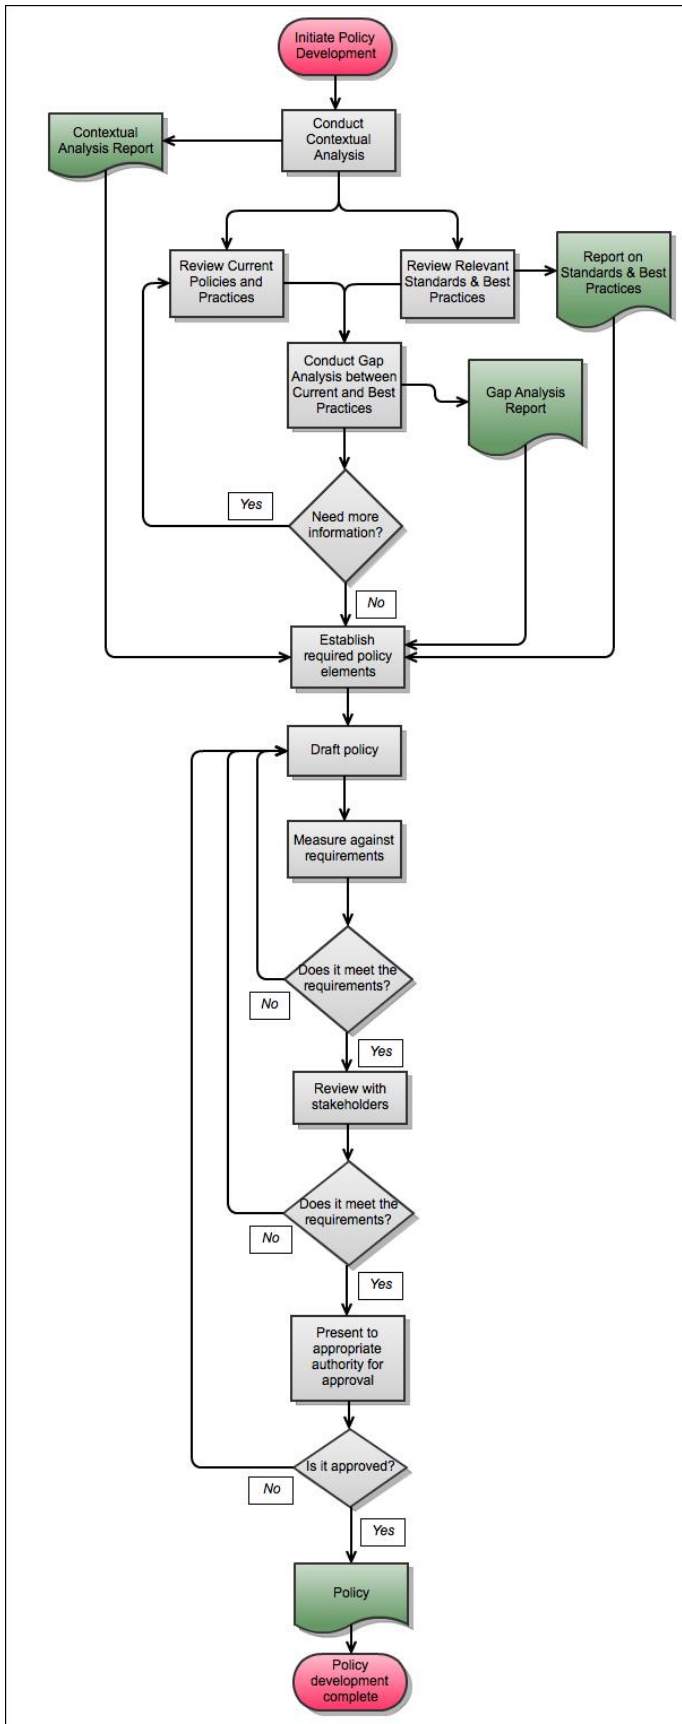 Initiate Policy
Development
Conduct
Contextual
Analysis
Contextual
Analysis Report
Review Current
Policies and
Practices
Review Relevant
Standards & Best
Practices
Report on
Standards & Best
Practices
Conduct Gap
Analysis between
Current and Best
Practices
Gap Analysis
Report
Yes
Need more
information?
No
Establish
required policy
elements
Draft policy
Measure against
requirements
Does it meet the
requirements?
No
Yes
Review with
stakeholders
Does it meet the
requirements?
No
Yes
Present to
appropriate
authority for
approval
Is it approved?
No
Yes
Policy
Policy
development
complete